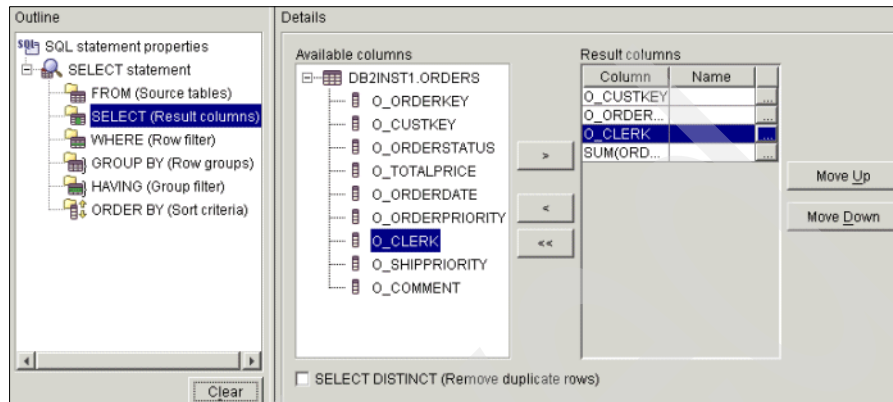 Outline
SQL statement properties
SELECT statement
FROM (Source tables)
SELECT (Result columns)
WHERE (Row filter)
GROUP BY (Row groups)
HAVING (Group filter)
ORDER BY (Sort criteria)
Clear
Details
Available columns
DB2INST1.ORDERS
O_ORDERKEY
O_CUSTKEY
O_ORDERSTATUS
O_TOTALPRICE
O_ORDERDATE
O_ORDERPRIORITY
O_CLERK
O_SHIPPRIORITY
O_COMMENT
>
<
<<
Result columns
Column Name
O_CUSTKEY ...
O_ORDER... ...
O_CLERK ...
SUM(ORD... ...
Move Up
Move Down
SELECT DISTINCT (Remove duplicate rows)